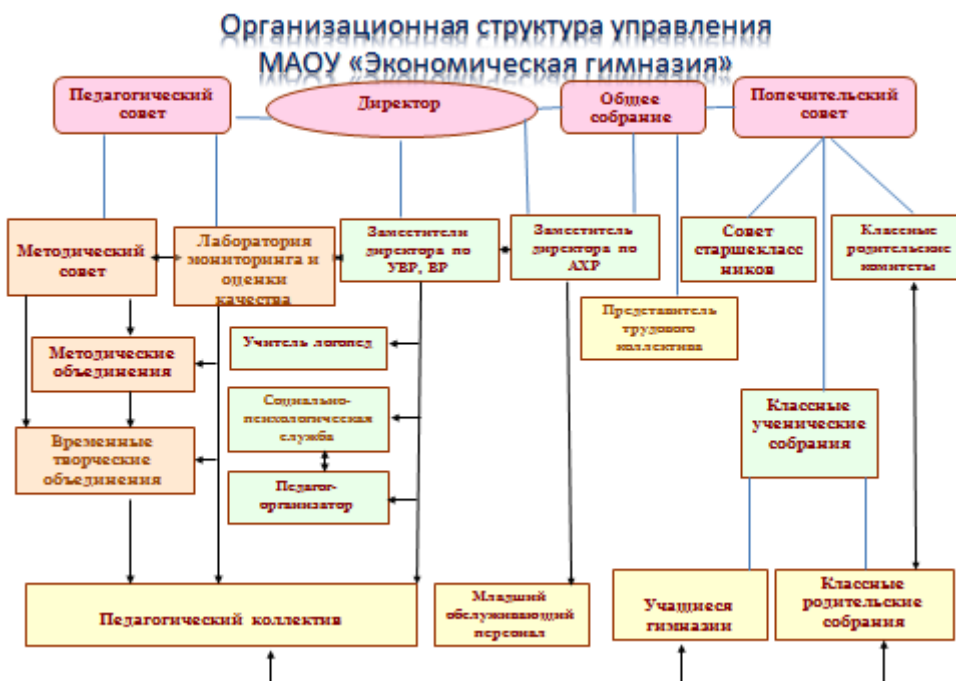 Организационная структура управления
МАОУ «Экономическая гимназия»
Педагогический
совет
Директор
Общее
собрание
Попечительский
совет
Методический
совет
Лаборатория
мониторинга и
оценки
качества
Заместители
директора по
УВР, ВР
Заместитель
директора по
АХР
Совет
старшекласс
ников
Классные
родительские
комитеты
Представитель
трудового
коллектива
Учитель логопед
Методические
объединения
Социально-
психологическая
служба
Классные
ученические
собрания
Временные
творческие
объединения
Педагог-
организатор
Педагогический коллектив
Младший
обслуживающий
персонал
Учащиеся
гимназии
Классные
родительские
собрания